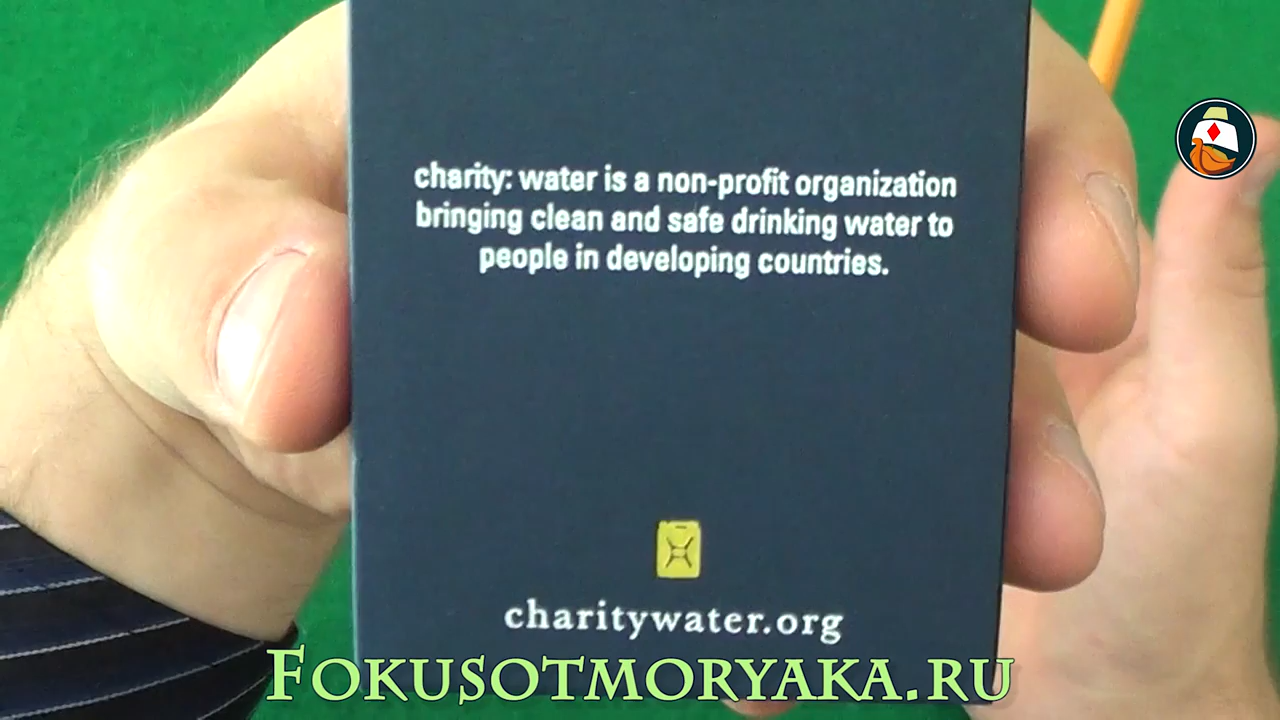 charity: water is a non-profit organization
bringing clean and safe drinking water to
people in developing countries.
charitywater.org
FOKUSOTMORYAKA.RU